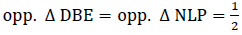 opp. Δ DBE = opp. Δ NLP = 1/2